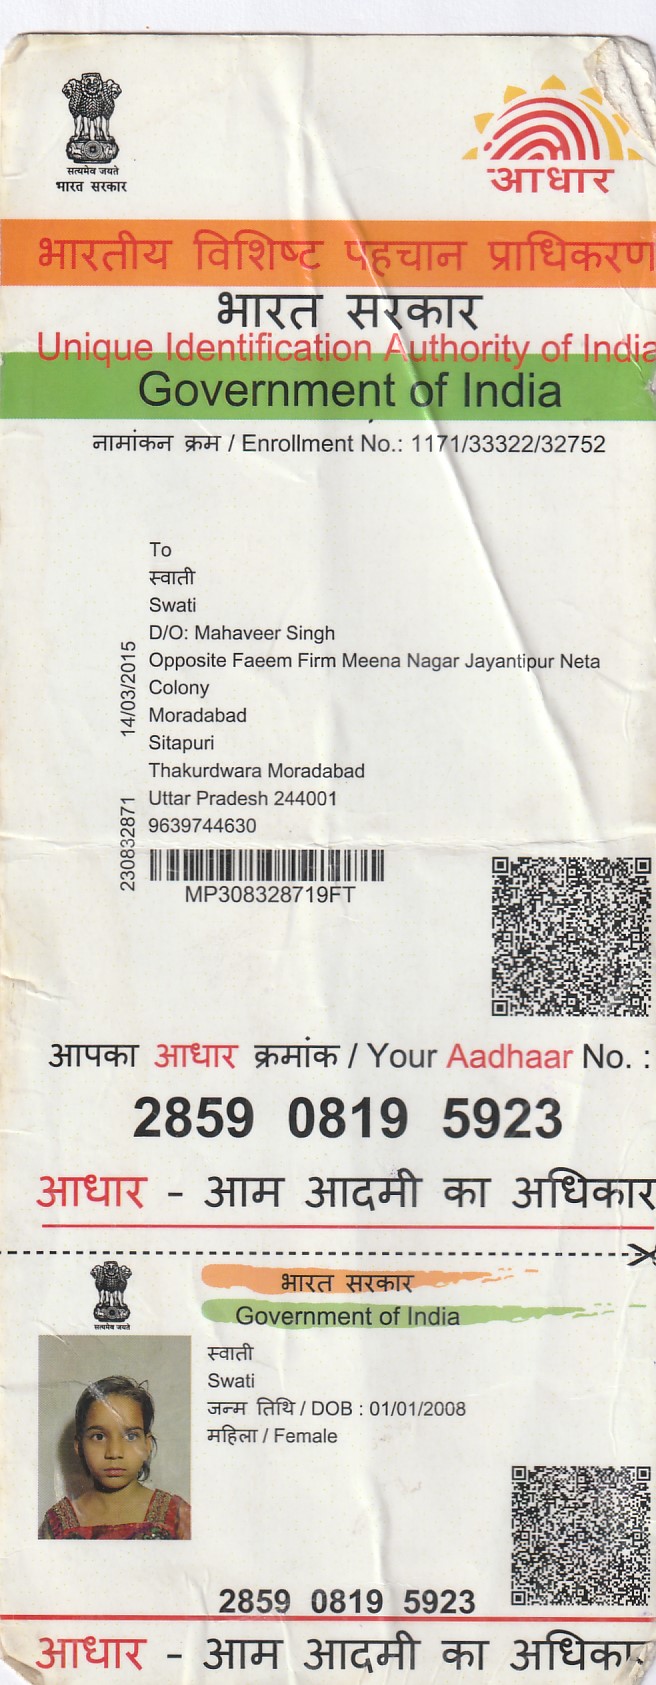 सत्यमेव जयते
भारत सरकार
आधार
भारतीय विशिष्ट पहचान प्राधिकरण
भारत सरकार
Unique Identification Authority of India
Government of India
नामांकन क्रम / Enrollment No.: 1171/33322/32752
To
स्वाती
Swati
D/O: Mahaveer Singh
Opposite Faeem Firm Meena Nagar Jayantipur Neta
Colony
Moradabad
Sitapuri
Thakurdwara Moradabad
Uttar Pradesh 244001
9639744630
14/03/2015
230832871
MP308328719FT
आपका आधार क्रमांक / Your Aadhaar No. :
2859 0819 5923
आधार - आम आदमी का अधिकार
सत्यमेव जयते
भारत सरकार
Government of India
स्वाती
Swati
जन्म तिथि / DOB : 01/01/2008
महिला / Female
2859 0819 5923
आधार - आम आदमी का अधिकार